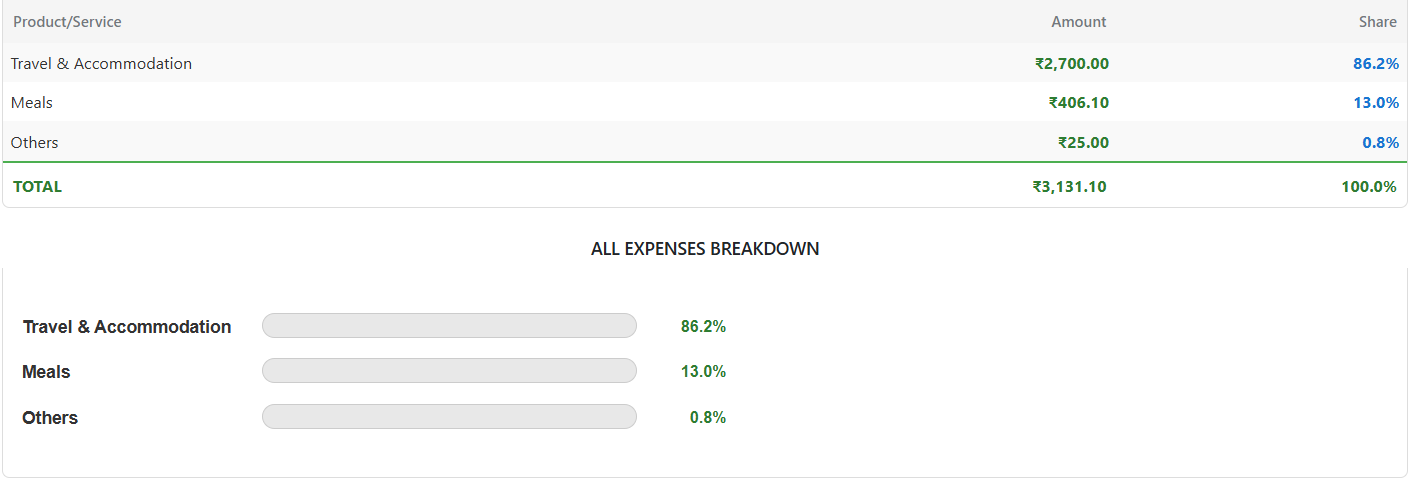 Product/Service Amount Share
Travel & Accommodation ₹2,700.00 86.2%
Meals ₹406.10 13.0%
Others ₹25.00 0.8%
TOTAL ₹3,131.10 100.0%
ALL EXPENSES BREAKDOWN
Travel & Accommodation 86.2%
Meals 13.0%
Others 0.8%